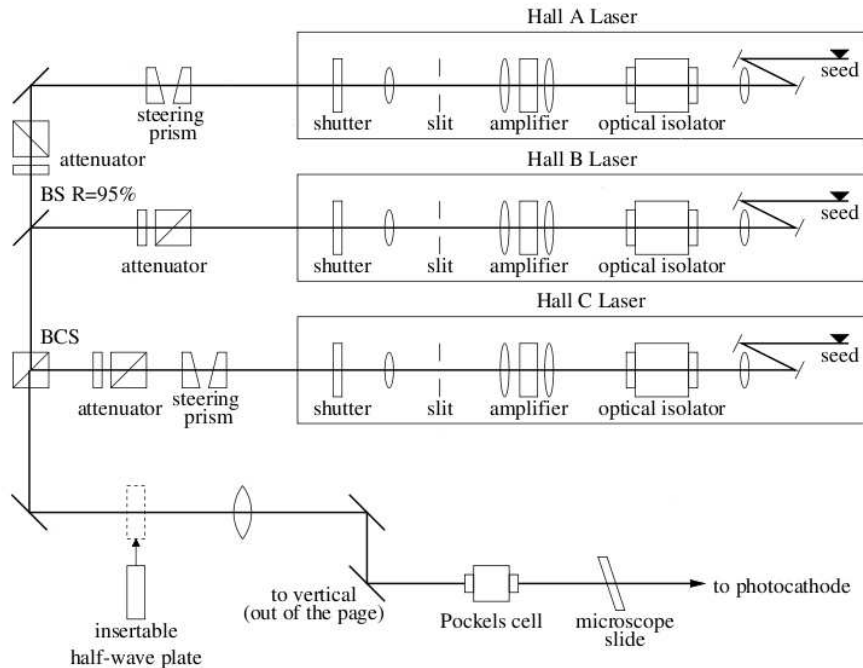 Hall A Laser
seed
steering
prism
shutter
slit
amplifier
optical isolator
attenuator
Hall B Laser
BS R=95%
seed
attenuator
shutter
slit
amplifier
optical isolator
Hall C Laser
BCS
seed
attenuator
steering
prism
shutter
slit
amplifier
optical isolator
to vertical
(out of the page)
Pockels cell
microscope
slide
to photocathode
insertable
half-wave plate